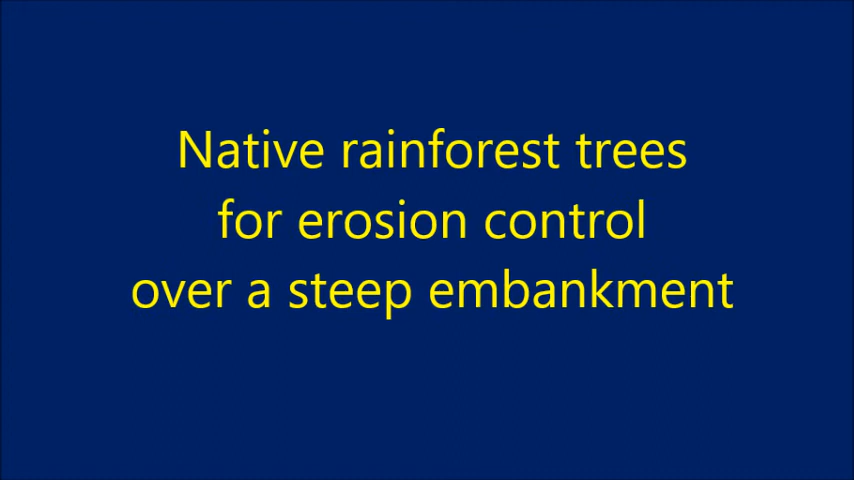 Native rainforest trees
for erosion control
over a steep embankment